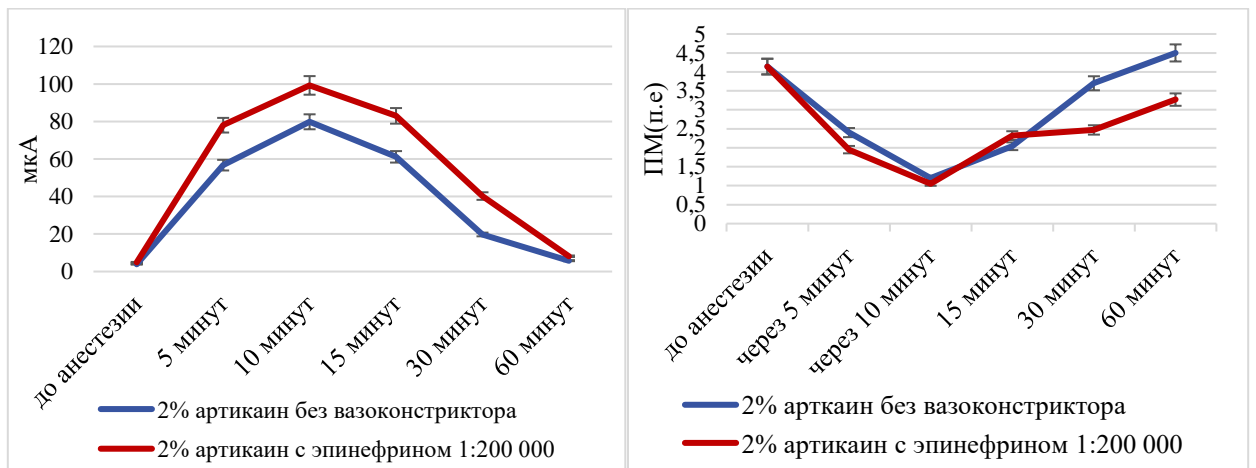 120
100
80
60
40
20
0
мкА
до анестезии
5 минут
10 минут
15 минут
30 минут
60 минут
2% артикаин без вазоконстриктора
2% артикаин с эпинефрином 1:200 000
5
4,5
4
3,5
3
2,5
2
1,5
1
0,5
0
ПМ(п.е)
до анестезии
через 5 минут
через 10 минут
15 минут
30 минут
60 минут
2% арткаин без вазоконстриктора
2% артикаин с эпинефрином 1:200 000